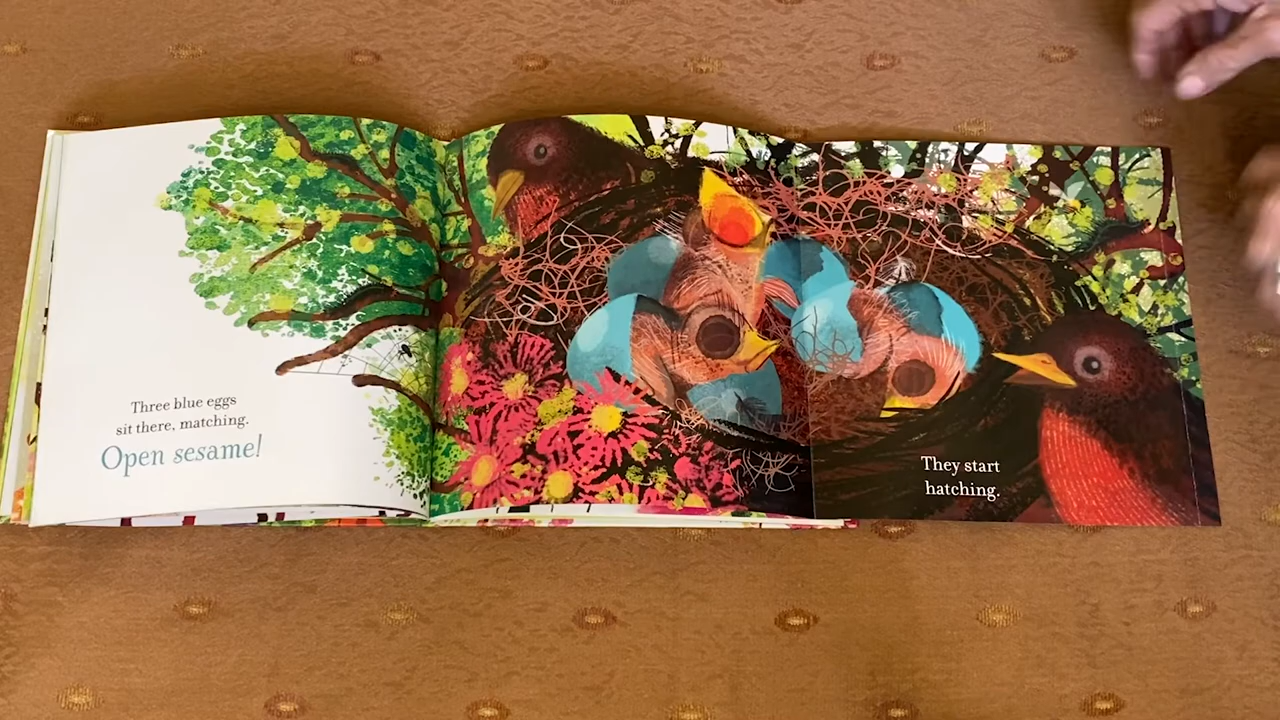 Three blue eggs
sit there, matching.
Open sesame!
They start
hatching.